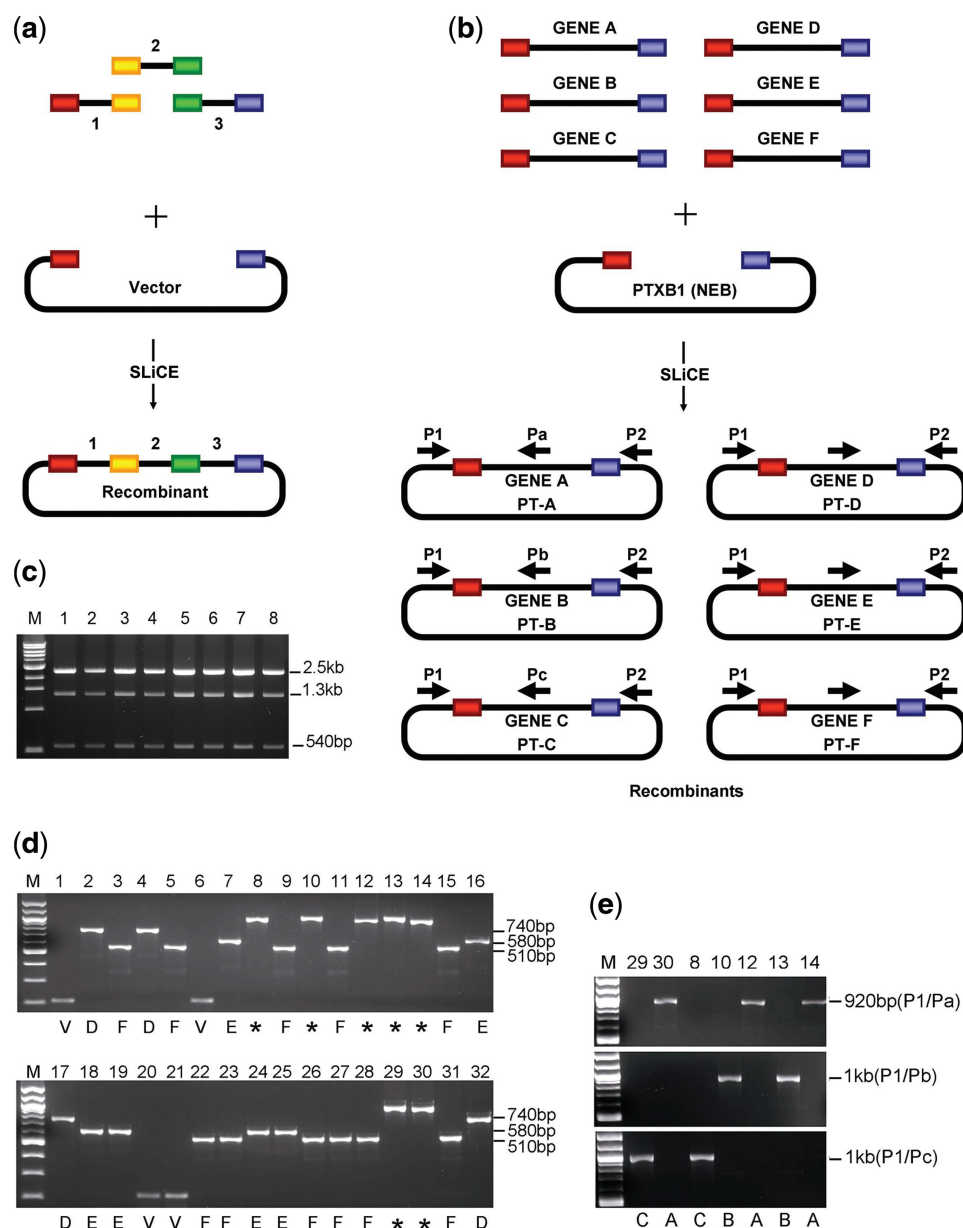 (a)
2
1 3
+
Vector
SLiCE
1 2 3
Recombinant
(b)
GENE A GENE D
GENE B GENE E
GENE C GENE F
+
PTXB1 (NEB)
SLiCE
P1 Pa P2 P1 P2
GENE A GENE D
PT-A PT-D
P1 Pb P2 P1 P2
GENE B GENE E
PT-B PT-E
P1 Pc P2 P1 P2
GENE C GENE F
PT-C PT-F
Recombinants
(c)
M 1 2 3 4 5 6 7 8
2.5kb
1.3kb
540bp
(d)
M 1 2 3 4 5 6 7 8 9 10 11 12 13 14 15 16
740bp
580bp
510bp
V D F D F V E * F * F * * * F E
M 17 18 19 20 21 22 23 24 25 26 27 28 29 30 31 32
740bp
580bp
510bp
D E E V V F F E E F F F * * F D
(e)
M 29 30 8 10 12 13 14
920bp(P1/Pa)
1kb(P1/Pb)
1kb(P1/Pc)
C A C B A B A